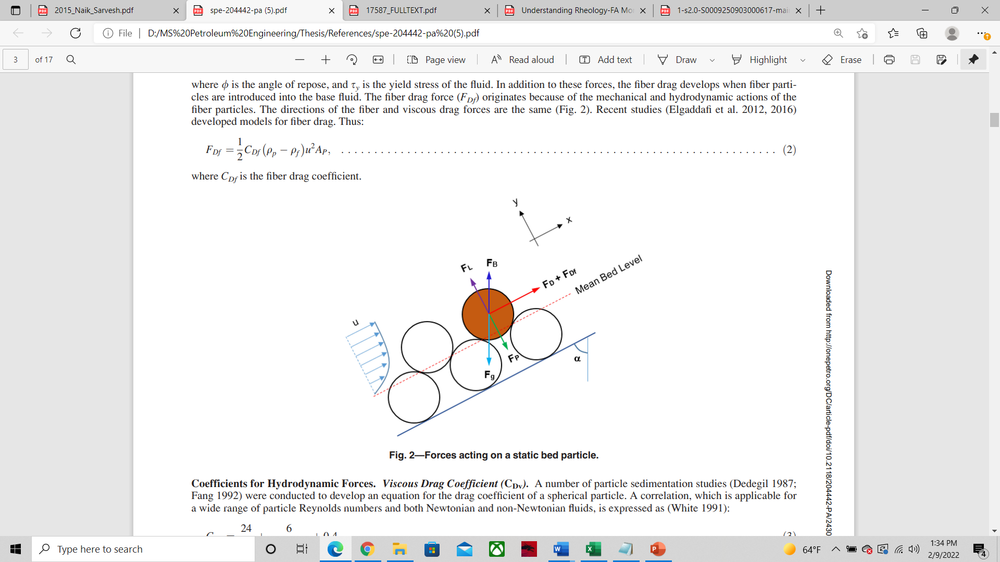 2015_Naik_Sarvesh.pdf
spe-204442-pa (5).pdf
17587_FULLTEXT.pdf
Understanding Rheology-FA Mo
1-s2.0-S0009250903000617-mai
File
D:/MS%20Petroleum%20Engineering/Thesis/References/spe-204442-pa%20(5).pdf
3 of 17
Page view
Read aloud
Add text
Draw
Highlight
Erase
where ϕ is the angle of repose, and τy is the yield stress of the fluid. In addition to these forces, the fiber drag develops when fiber parti-
cles are introduced into the base fluid. The fiber drag force (FDf) originates because of the mechanical and hydrodynamic actions of the
fiber particles. The directions of the fiber and viscous drag forces are the same (Fig. 2). Recent studies (Elgaddafi et al. 2012, 2016)
developed models for fiber drag. Thus:
FDf = 1/2 CDf (ρp − ρf)u²AP, . . . . . . . . . . . . . . . . . . . . . . . . . . . . . . (2)
where CDf is the fiber drag coefficient.
y
x
FL
FB
FD + FDf
Mean Bed Level
u
FP
Fg
α
Fig. 2—Forces acting on a static bed particle.
Coefficients for Hydrodynamic Forces. Viscous Drag Coefficient (CDv). A number of particle sedimentation studies (Dedegil 1987;
Fang 1992) were conducted to develop an equation for the drag coefficient of a spherical particle. A correlation, which is applicable for
a wide range of particle Reynolds numbers and both Newtonian and non-Newtonian fluids, is expressed as (White 1991):
24 6
Downloaded from http://onepetro.org/DC/article-pdf/doi/10.2118/204442-PA/2430
Type here to search
64°F
1:34 PM
2/9/2022
4